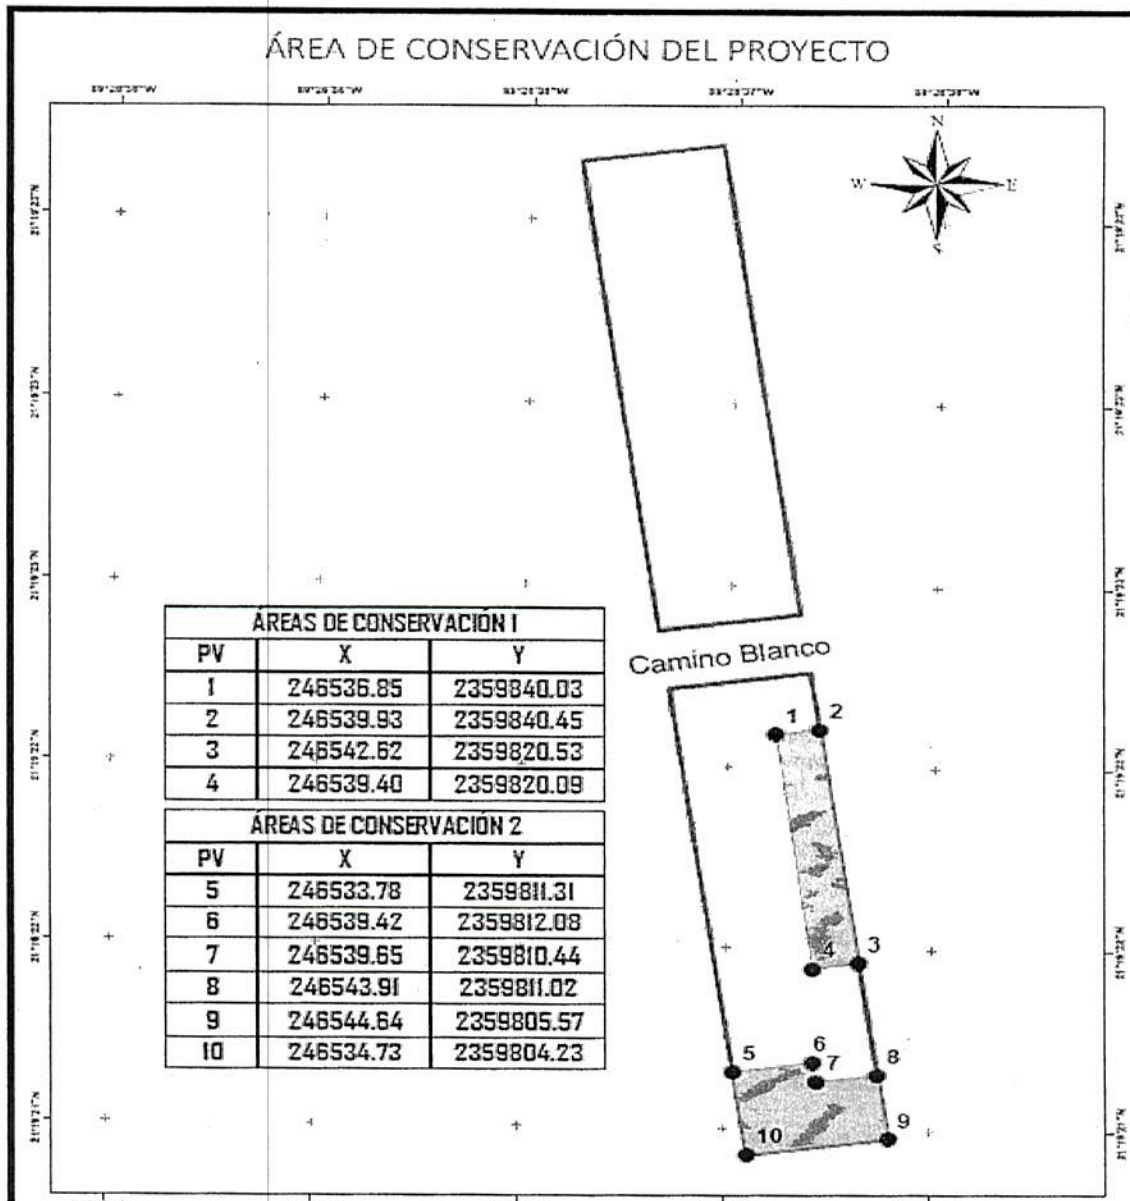 ÁREA DE CONSERVACIÓN DEL PROYECTO
N
W E
S
Camino Blanco
ÁREAS DE CONSERVACIÓN 1
PV X Y
1 246536.85 2359840.03
2 246539.93 2359840.45
3 246542.62 2359820.53
4 246539.40 2359820.09
ÁREAS DE CONSERVACIÓN 2
PV X Y
5 246533.78 2359811.31
6 246539.42 2359812.08
7 246539.65 2359810.44
8 246543.91 2359811.02
9 246544.64 2359805.57
10 246534.73 2359804.23
1 2
4 3
5 6 7 8
10 9